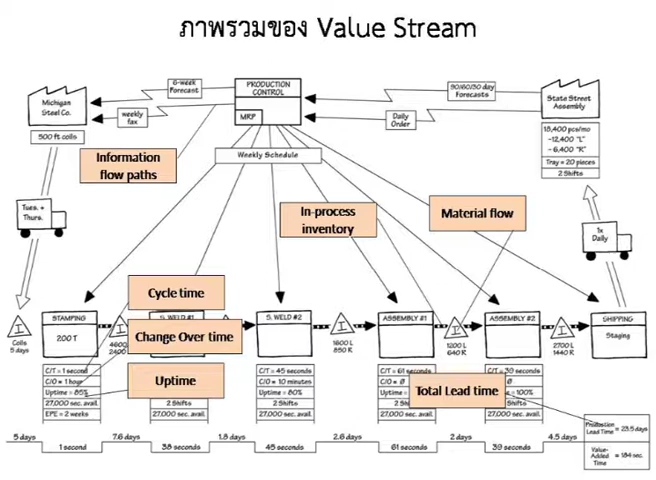 ภาพรวมของ Value Stream
Michigan
Steel Co.
500 ft coils
6-week
Forecast
weekly
fax
PRODUCTION
CONTROL
MRP
90/60/30 day
Forecasts
Daily
Order
State Street
Assembly
18,400 pcs/mo
-12,400 "L"
- 6,400 "R"
Tray = 20 pieces
2 Shifts
Information
flow paths
Weekly Schedule
In-process
inventory
Material flow
Tues. +
Thurs.
1x
Daily
Cycle time
Change Over time
Uptime
Total Lead time
I
Coils
5 days
STAMPING
200 T
C/T = 1 second
C/O = 1 hour
Uptime = 85%
27,000 sec. avail.
EPE = 2 weeks
I
4600
2400
S. WELD #1
2 Shifts
27,000 sec. avail.
S. WELD #2
C/T = 45 seconds
C/O = 10 minutes
Uptime = 80%
2 Shifts
27,000 sec. avail.
I
1600 L
850 R
ASSEMBLY #1
C/T = 61 seconds
C/O = Ø
27,000 sec. avail.
I
1200 L
640 R
ASSEMBLY #2
C/T = 39 seconds
Ø
100%
Shifts
27,000 sec. avail.
I
2700 L
1440 R
SHIPPING
Staging
5 days
1 second
7.6 days
38 seconds
1.8 days
45 seconds
2.6 days
61 seconds
2 days
39 seconds
4.5 days
Production
Lead Time = 23.5 days
Value-
Added = 184 sec.
Time